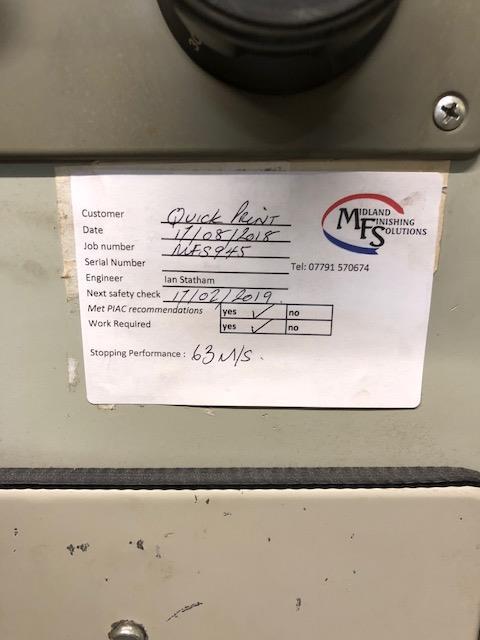 30
Customer QUICK PRINT
Date 17/08/2018
Job number MFS945
Serial Number
Engineer Ian Statham
Next safety check 17/02/2019
Met PIAC recommendations yes ✓ no
Work Required yes ✓ no
Stopping Performance : 63 M/S.
MIDLAND
FINISHING
SOLUTIONS
Tel: 07791 570674